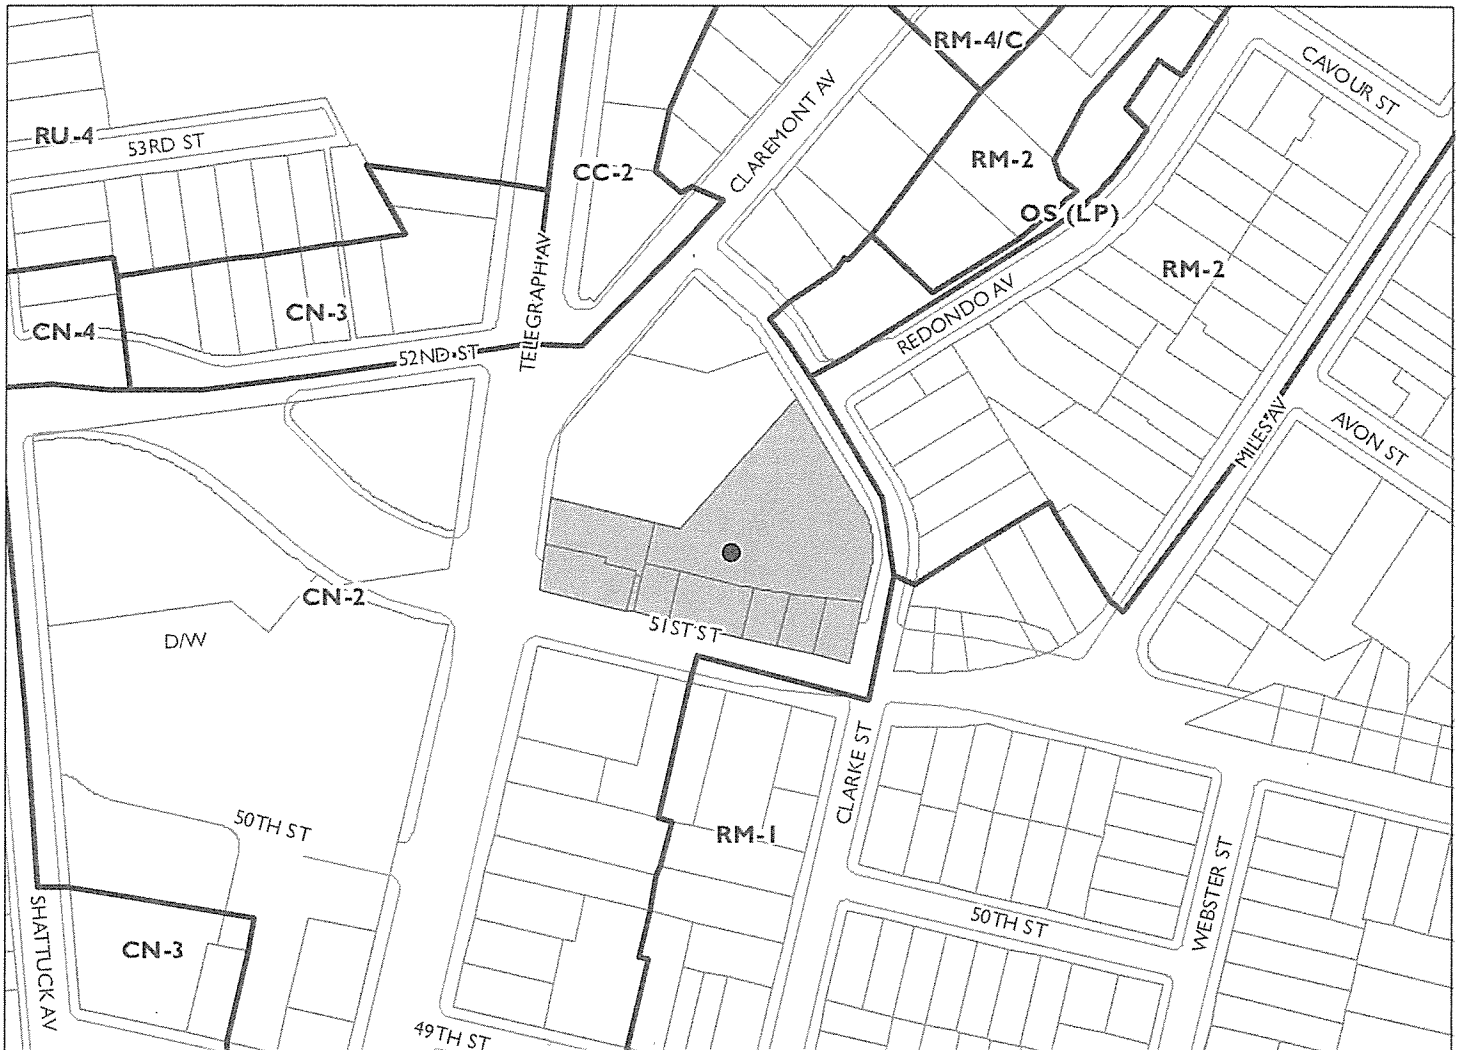 RM-4/C
CAVOUR ST
RU-4
53RD ST
CC-2
CLAREMONT AV
RM-2
OS (LP)
RM-2
TELEGRAPH AV
CN-3
CN-4
REDONDO AV
52ND ST
MILES AV
AVON ST
CN-2
51ST ST
D/W
CLARKE ST
50TH ST
RM-1
WEBSTER ST
SHATTUCK AV
50TH ST
CN-3
49TH ST